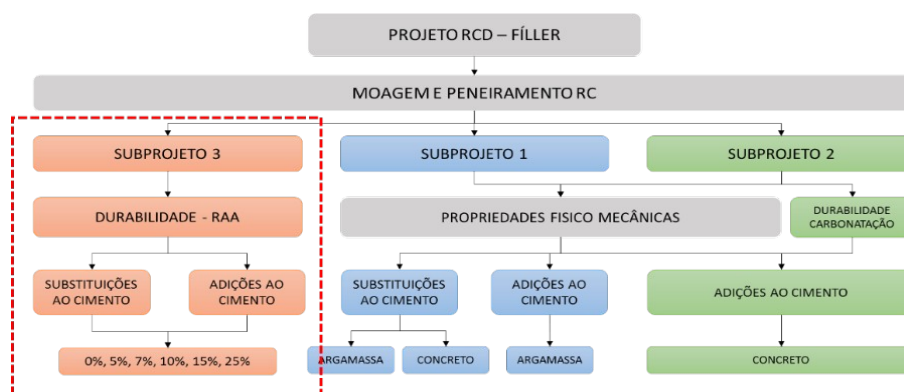 PROJETO RCD – FÍLLER
MOAGEM E PENEIRAMENTO RC
SUBPROJETO 3
SUBPROJETO 1
SUBPROJETO 2
DURABILIDADE - RAA
PROPRIEDADES FISICO MECÂNICAS
DURABILIDADE
CARBONATAÇÃO
SUBSTITUIÇÕES
AO CIMENTO
ADIÇÕES AO
CIMENTO
SUBSTITUIÇÕES
AO CIMENTO
ADIÇÕES AO
CIMENTO
ADIÇÕES AO CIMENTO
0%, 5%, 7%, 10%, 15%, 25%
ARGAMASSA
CONCRETO
ARGAMASSA
CONCRETO